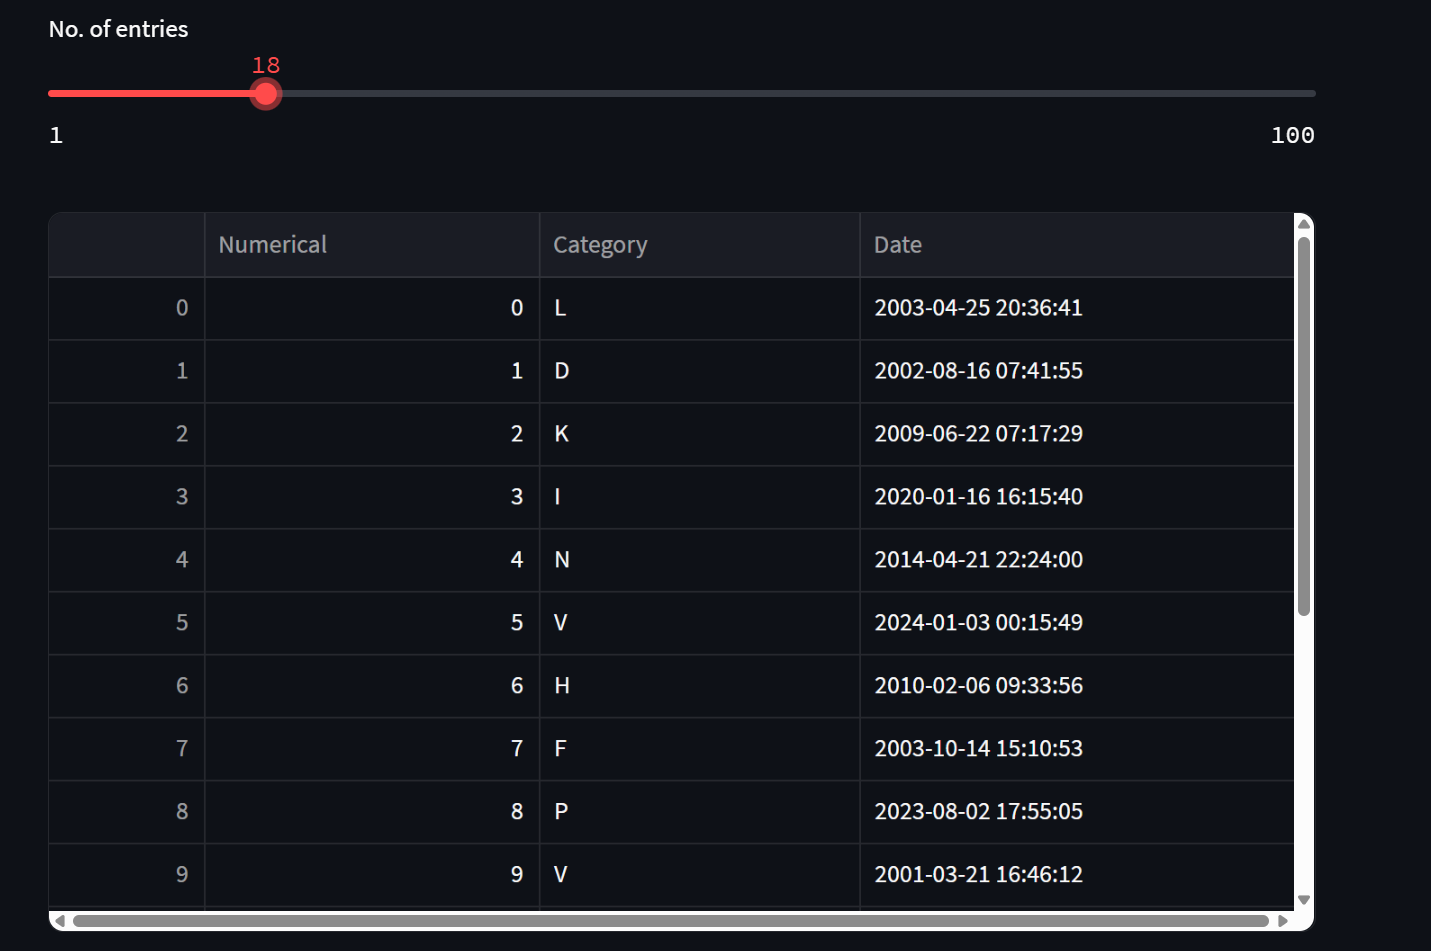 No. of entries
18
1 100
Numerical Category Date
0 0 L 2003-04-25 20:36:41
1 1 D 2002-08-16 07:41:55
2 2 K 2009-06-22 07:17:29
3 3 I 2020-01-16 16:15:40
4 4 N 2014-04-21 22:24:00
5 5 V 2024-01-03 00:15:49
6 6 H 2010-02-06 09:33:56
7 7 F 2003-10-14 15:10:53
8 8 P 2023-08-02 17:55:05
9 9 V 2001-03-21 16:46:12